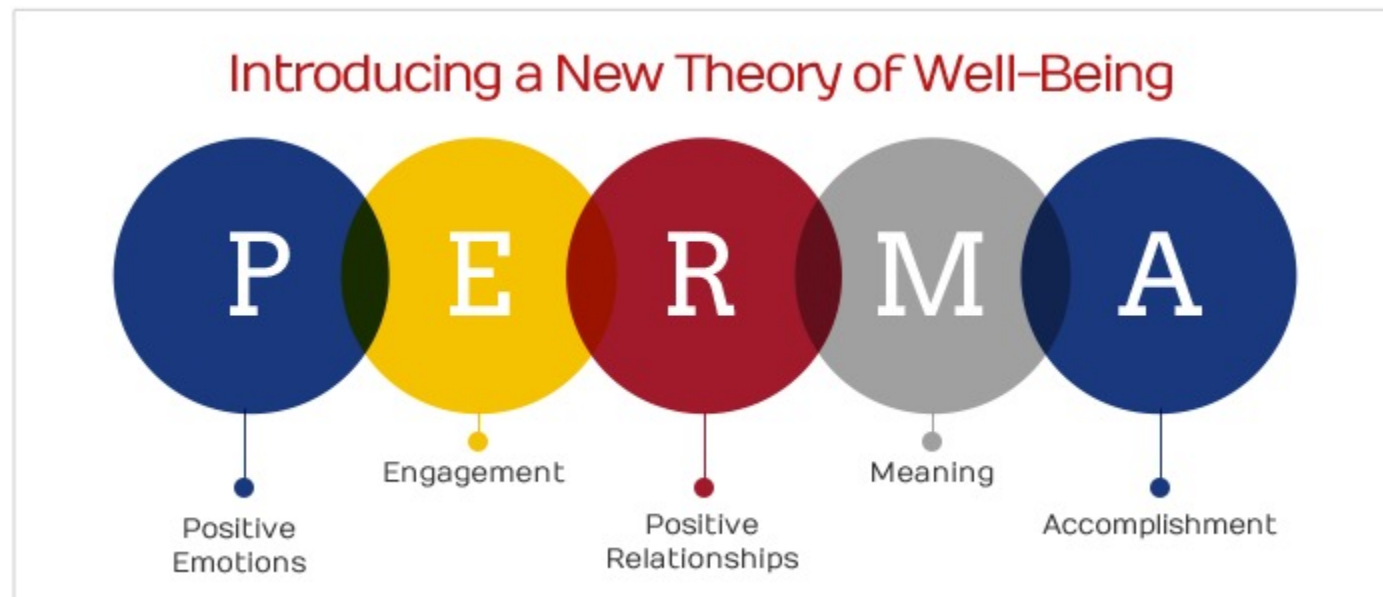 Introducing a New Theory of Well-Being
P E R M A
Engagement
Meaning
Positive
Emotions
Positive
Relationships
Accomplishment